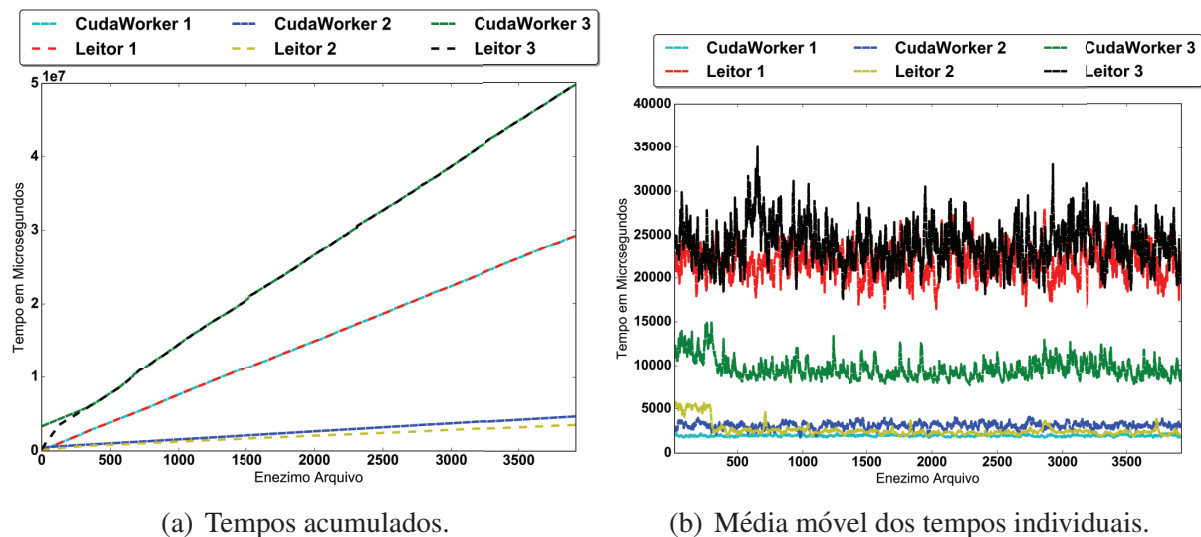 CudaWorker 1 CudaWorker 2 CudaWorker 3
Leitor 1 Leitor 2 Leitor 3
1e7
5
4
3
2
1
0
Tempo em Microsegundos
0 500 1000 1500 2000 2500 3000 3500
Enezimo Arquivo
(a) Tempos acumulados.
CudaWorker 1 CudaWorker 2 CudaWorker 3
Leitor 1 Leitor 2 Leitor 3
40000
35000
30000
25000
20000
15000
10000
5000
0
Tempo em Microsegundos
500 1000 1500 2000 2500 3000 3500
Enezimo Arquivo
(b) Média móvel dos tempos individuais.